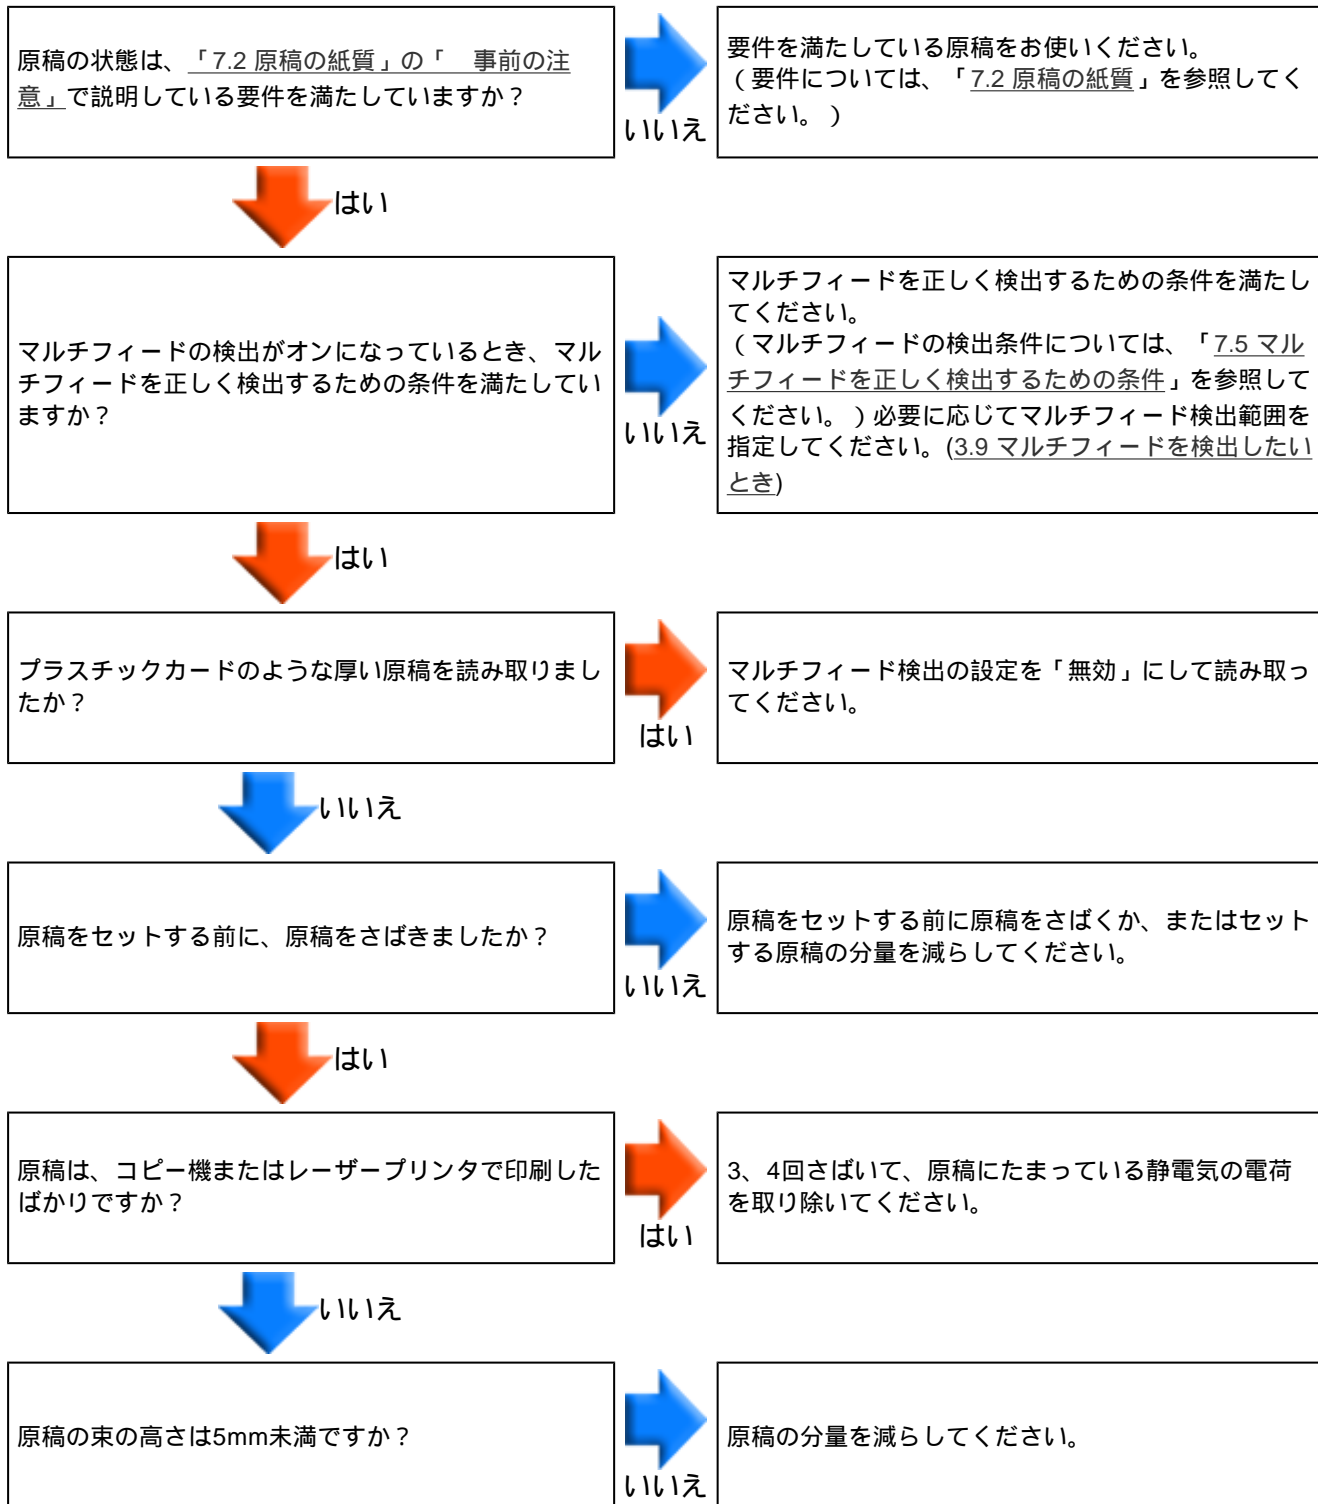 原稿の状態は、「7.2 原稿の紙質」の「　事前の注
意」で説明している要件を満たしていますか？
いいえ
要件を満たしている原稿をお使いください。
（要件については、「7.2 原稿の紙質」を参照してく
ださい。）
はい
マルチフィードの検出がオンになっているとき、マル
チフィードを正しく検出するための条件を満たしてい
ますか？
いいえ
マルチフィードを正しく検出するための条件を満たし
てください。
（マルチフィードの検出条件については、「7.5 マル
チフィードを正しく検出するための条件」を参照して
ください。）必要に応じてマルチフィード検出範囲を
指定してください。(3.9 マルチフィードを検出したい
とき)
はい
プラスチックカードのような厚い原稿を読み取りまし
たか？
はい
マルチフィード検出の設定を「無効」にして読み取っ
てください。
いいえ
原稿をセットする前に、原稿をさばきましたか？
いいえ
原稿をセットする前に原稿をさばくか、またはセット
する原稿の分量を減らしてください。
はい
原稿は、コピー機またはレーザープリンタで印刷した
ばかりですか？
はい
3、4回さばいて、原稿にたまっている静電気の電荷
を取り除いてください。
いいえ
原稿の束の高さは5mm未満ですか？
いいえ
原稿の分量を減らしてください。